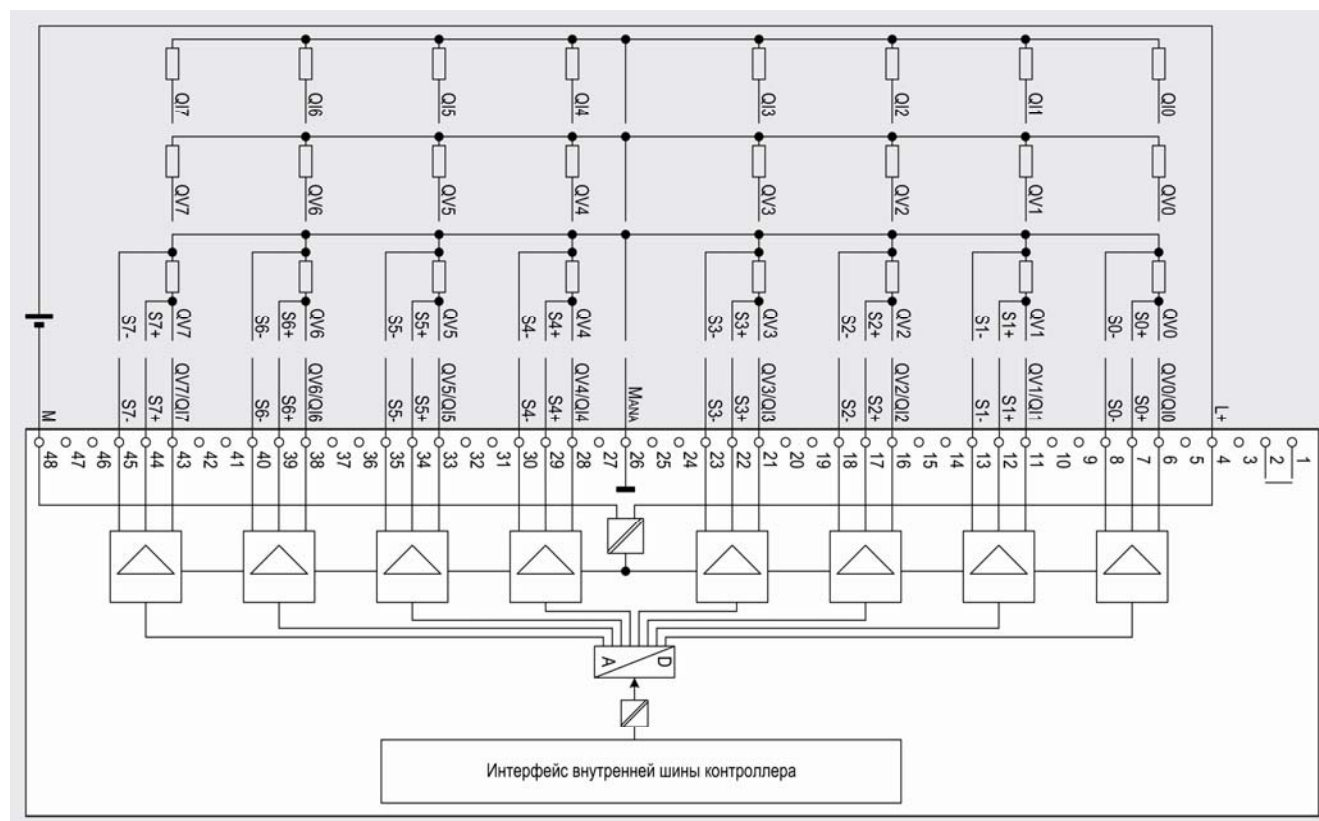 QI7 QI6 QI5 QI4 QI3 QI2 QI1 QI0
QV7 QV6 QV5 QV4 QV3 QV2 QV1 QV0
S7- S7+ QV7 S6- S6+ QV6 S5- S5+ QV5 S4- S4+ QV4 S3- S3+ QV3 S2- S2+ QV2 S1- S1+ QV1 S0- S0+ QV0
M S7- S7+ QV7/QI7 S6- S6+ QV6/QI6 S5- S5+ QV5/QI5 S4- S4+ QV4/QI4 MANA S3- S3+ QV3/QI3 S2- S2+ QV2/QI2 S1- S1+ QV1/QI1 S0- S0+ QV0/QI0 L+
48 47 46 45 44 43 42 41 40 39 38 37 36 35 34 33 32 31 30 29 28 27 26 25 24 23 22 21 20 19 18 17 16 15 14 13 12 11 10 9 8 7 6 5 4 3 2 1
A D
Интерфейс внутренней шины контроллера